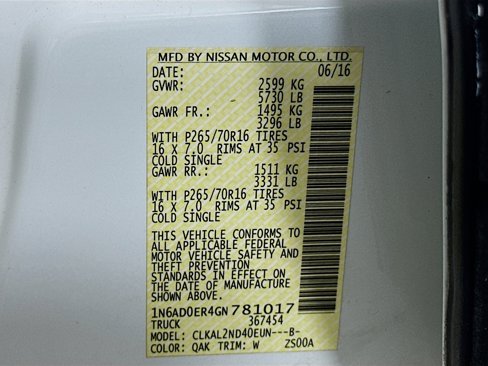 MFD BY NISSAN MOTOR CO., LTD.
DATE: 06/16
GVWR: 2599 KG
5730 LB
GAWR FR.: 1495 KG
3296 LB
WITH P265/70R16 TIRES
16 X 7.0 RIMS AT 35 PSI
COLD SINGLE
GAWR RR.: 1511 KG
3331 LB
WITH P265/70R16 TIRES
16 X 7.0 RIMS AT 35 PSI
COLD SINGLE
THIS VEHICLE CONFORMS TO
ALL APPLICABLE FEDERAL
MOTOR VEHICLE SAFETY AND
THEFT PREVENTION
STANDARDS IN EFFECT ON
THE DATE OF MANUFACTURE
SHOWN ABOVE.
1N6AD0ER4GN781017
TRUCK 367454
MODEL: CLKAL2ND40EUN---B-
COLOR: QAK TRIM: W ZS00A